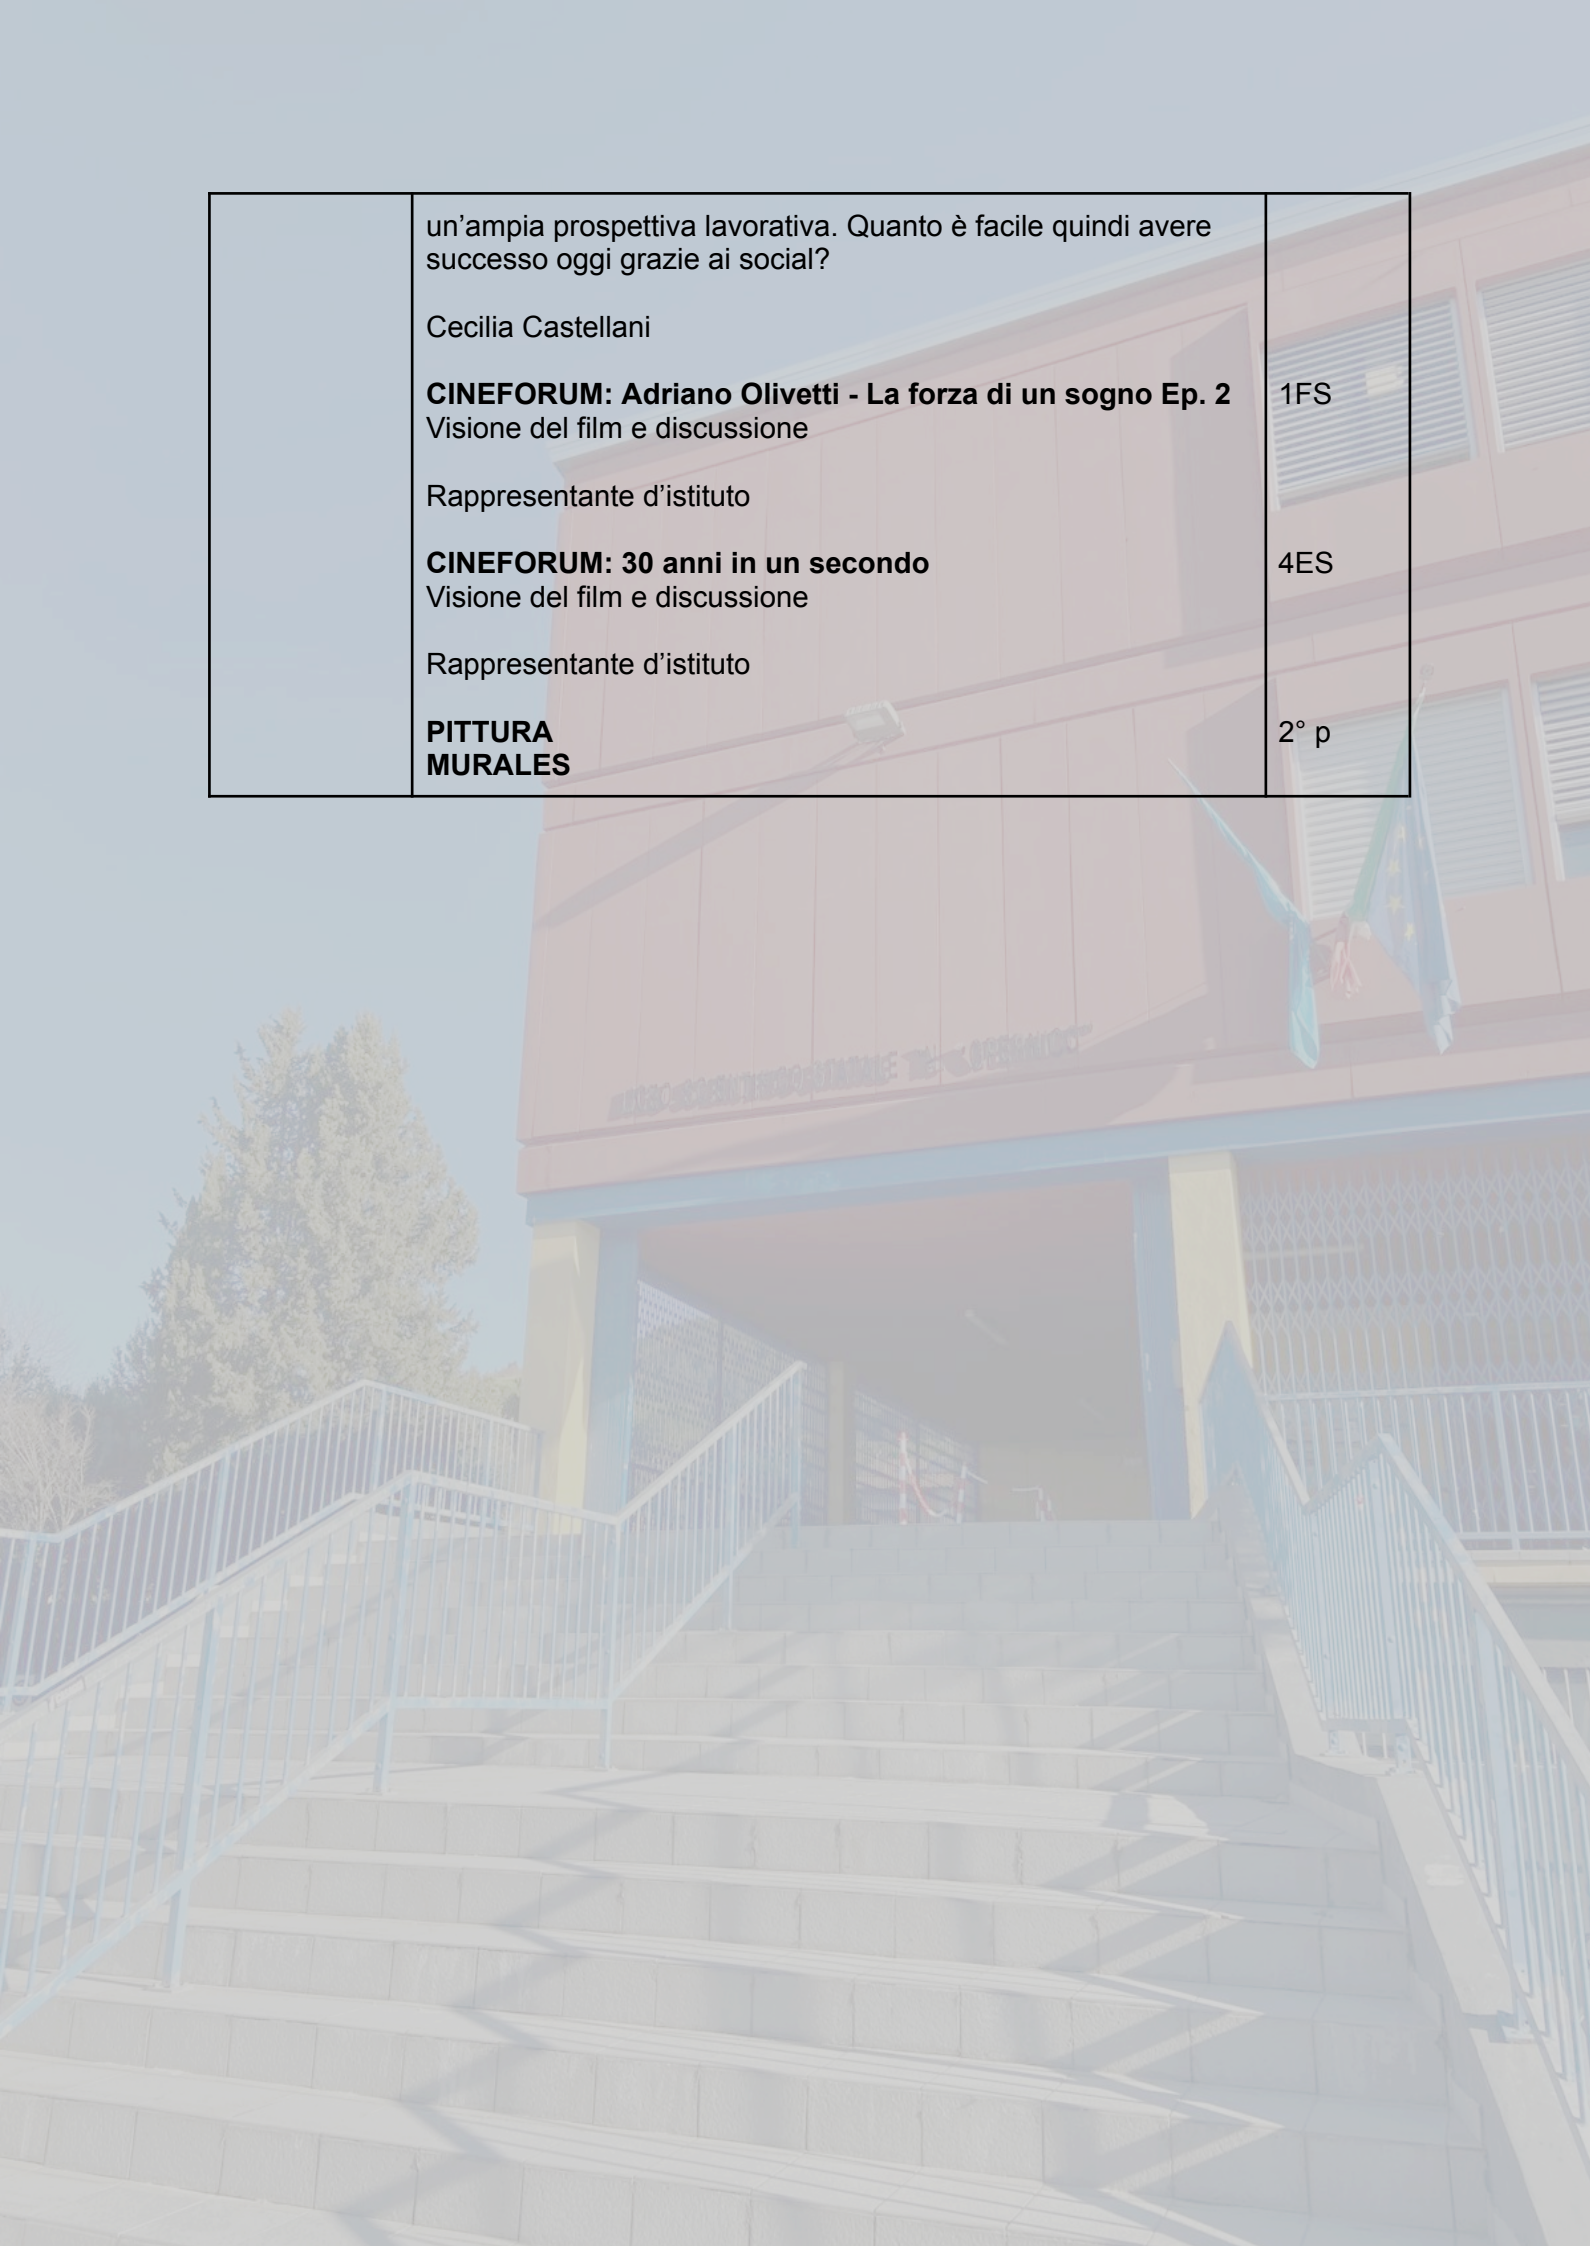 un’ampia prospettiva lavorativa. Quanto è facile quindi avere
successo oggi grazie ai social?
Cecilia Castellani
CINEFORUM: Adriano Olivetti - La forza di un sogno Ep. 2 1FS
Visione del film e discussione
Rappresentante d’istituto
CINEFORUM: 30 anni in un secondo 4ES
Visione del film e discussione
Rappresentante d’istituto
PITTURA 2° p
MURALES